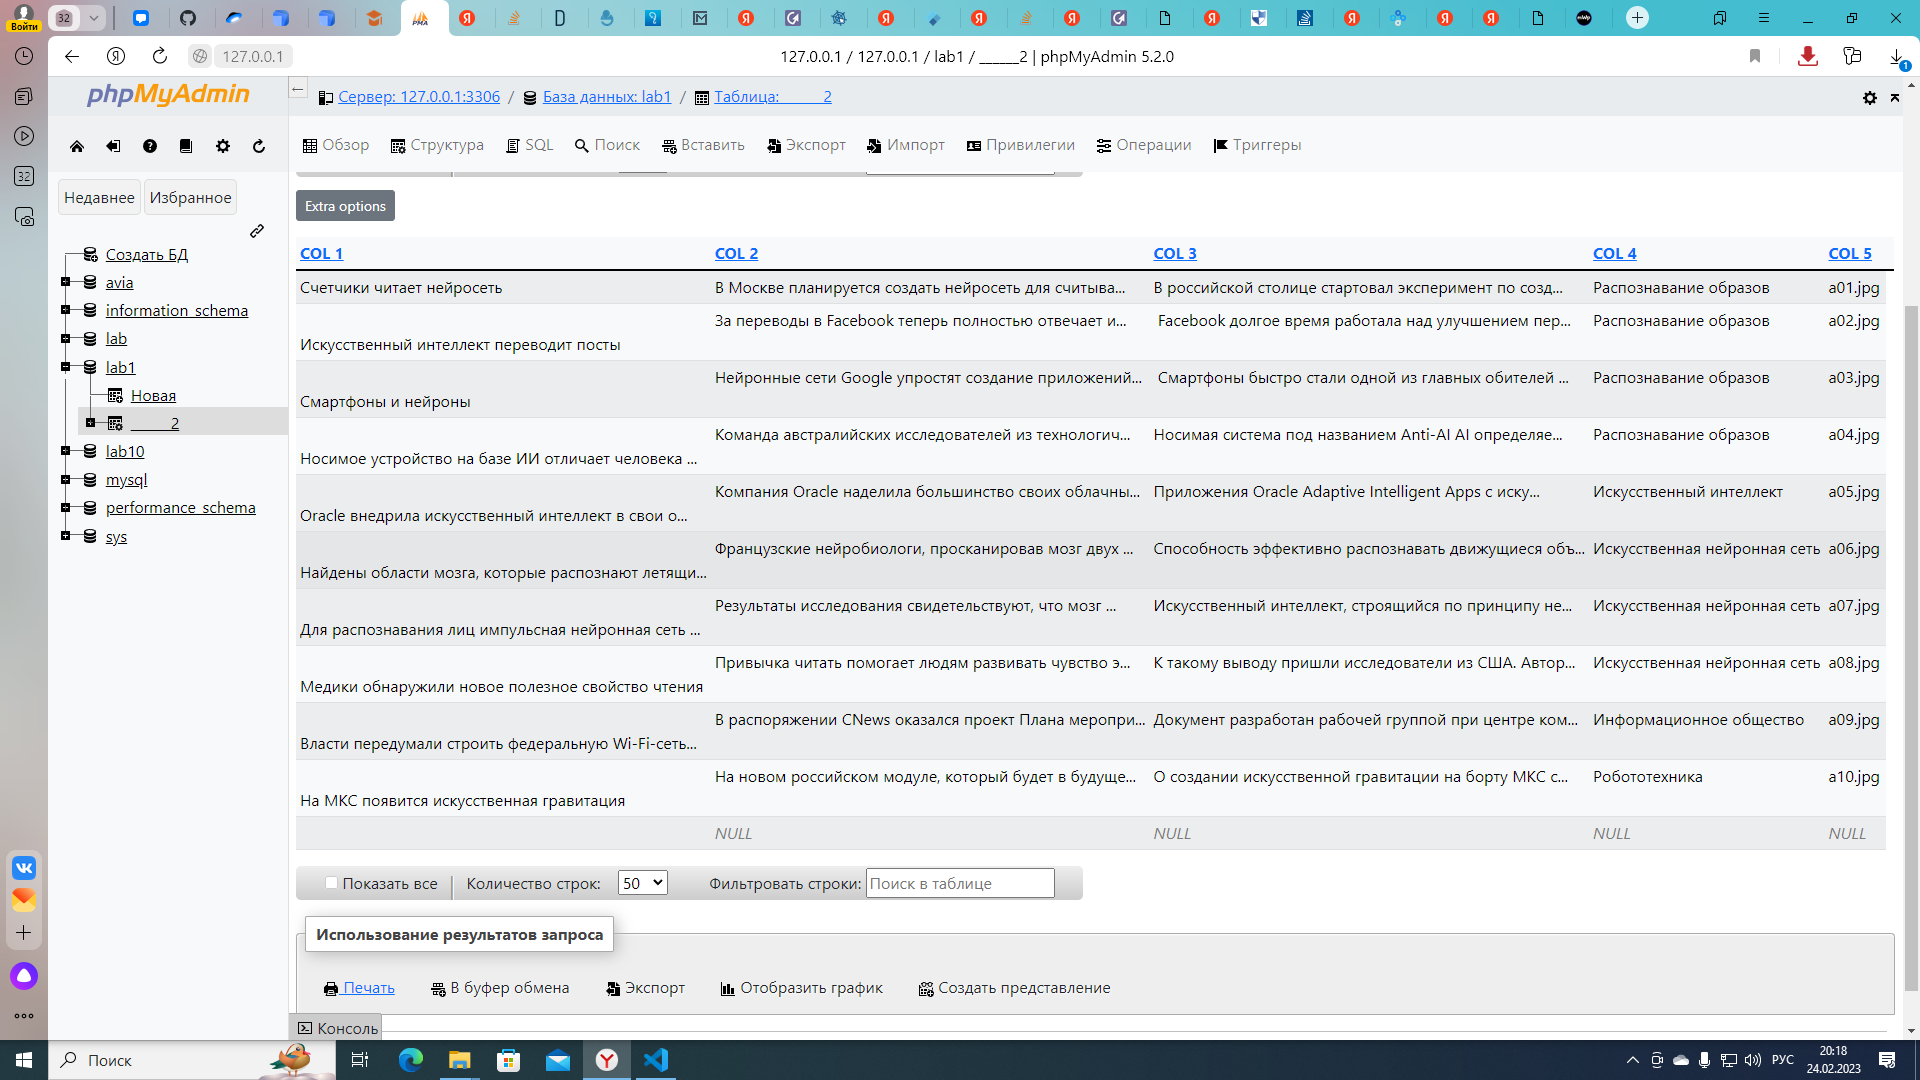 Войти
32
127.0.0.1
127.0.0.1 / 127.0.0.1 / lab1 / ______2 | phpMyAdmin 5.2.0
1
32
phpMyAdmin
Сервер: 127.0.0.1:3306 / База данных: lab1 / Таблица: ______2
Обзор Структура SQL Поиск Вставить Экспорт Импорт Привилегии Операции Триггеры
Недавнее Избранное
Создать БД
avia
information_schema
lab
lab1
Новая
______2
lab10
mysql
performance_schema
sys
Extra options
COL 1 COL 2 COL 3 COL 4 COL 5
Счетчики читает нейросеть В Москве планируется создать нейросеть для считыва... В российской столице стартовал эксперимент по созд... Распознавание образов a01.jpg
За переводы в Facebook теперь полностью отвечает и... Facebook долгое время работала над улучшением пер... Распознавание образов a02.jpg
Искусственный интеллект переводит посты
Нейронные сети Google упростят создание приложений... Смартфоны быстро стали одной из главных обителей ... Распознавание образов a03.jpg
Смартфоны и нейроны
Команда австралийских исследователей из технологич... Носимая система под названием Anti-AI AI определяе... Распознавание образов a04.jpg
Носимое устройство на базе ИИ отличает человека ...
Компания Oracle наделила большинство своих облачны... Приложения Oracle Adaptive Intelligent Apps с иску... Искусственный интеллект a05.jpg
Oracle внедрила искусственный интеллект в свои о...
Французские нейробиологи, просканировав мозг двух ... Способность эффективно распознавать движущиеся объ... Искусственная нейронная сеть a06.jpg
Найдены области мозга, которые распознают летящи...
Результаты исследования свидетельствуют, что мозг ... Искусственный интеллект, строящийся по принципу не... Искусственная нейронная сеть a07.jpg
Для распознавания лиц импульсная нейронная сеть ...
Привычка читать помогает людям развивать чувство э... К такому выводу пришли исследователи из США. Автор... Искусственная нейронная сеть a08.jpg
Медики обнаружили новое полезное свойство чтения
В распоряжении CNews оказался проект Плана меропри... Документ разработан рабочей группой при центре ком... Информационное общество a09.jpg
Власти передумали строить федеральную Wi-Fi-сеть...
На новом российском модуле, который будет в будуще... О создании искусственной гравитации на борту МКС с... Робототехника a10.jpg
На МКС появится искусственная гравитация
NULL NULL NULL NULL
Показать все Количество строк: 50 Фильтровать строки: Поиск в таблице
Использование результатов запроса
Печать В буфер обмена Экспорт Отобразить график Создать представление
Консоль
Поиск
РУС
20:18
24.02.2023